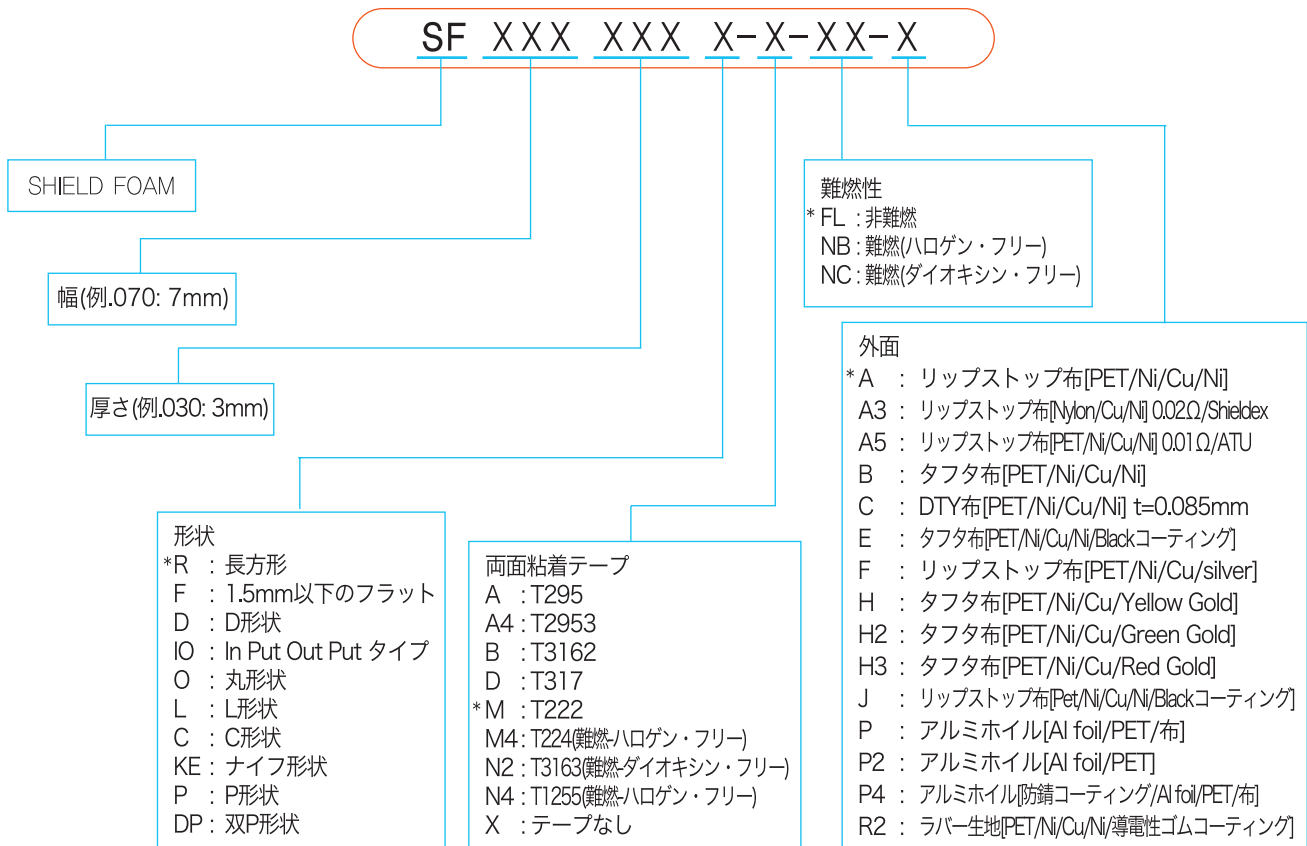 SF XXX XXX X-X-XX-X
SHIELD FOAM
幅(例.070: 7mm)
厚さ(例.030: 3mm)
形状
*R : 長方形
F : 1.5mm以下のフラット
D : D形状
IO : In Put Out Put タイプ
O : 丸形状
L : L形状
C : C形状
KE : ナイフ形状
P : P形状
DP : 双P形状
両面粘着テープ
A : T295
A4 : T2953
B : T3162
D : T317
*M : T222
M4 : T224(難燃-ハロゲン・フリー)
N2 : T3163(難燃-ダイオキシン・フリー)
N4 : T1255(難燃-ハロゲン・フリー)
X : テープなし
難燃性
*FL : 非難燃
NB : 難燃(ハロゲン・フリー)
NC : 難燃(ダイオキシン・フリー)
外面
*A : リップストップ布[PET/Ni/Cu/Ni]
A3 : リップストップ布[Nylon/Cu/Ni] 0.02Ω/Shieldex
A5 : リップストップ布[PET/Ni/Cu/Ni] 0.01Ω/ATU
B : タフタ布[PET/Ni/Cu/Ni]
C : DTY布[PET/Ni/Cu/Ni] t=0.085mm
E : タフタ布[PET/Ni/Cu/Ni/Blackコーティング]
F : リップストップ布[PET/Ni/Cu/silver]
H : タフタ布[PET/Ni/Cu/Yellow Gold]
H2 : タフタ布[PET/Ni/Cu/Green Gold]
H3 : タフタ布[PET/Ni/Cu/Red Gold]
J : リップストップ布[Pet/Ni/Cu/Ni/Blackコーティング]
P : アルミホイル[Al foil/PET/布]
P2 : アルミホイル[Al foil/PET]
P4 : アルミホイル[防錆コーティング/Al foil/PET/布]
R2 : ラバー生地[PET/Ni/Cu/Ni/導電性ゴムコーティング]